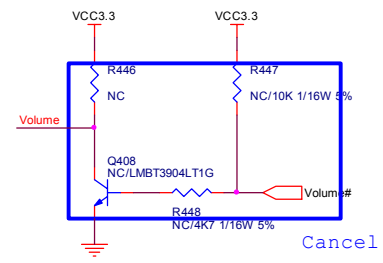 VCC3.3
VCC3.3
R446
R447
NC
NC/10K 1/16W 5%
Volume
Q408
NC/LMBT3904LT1G
Volume#
R448
NC/4K7 1/16W 5%
Cancel